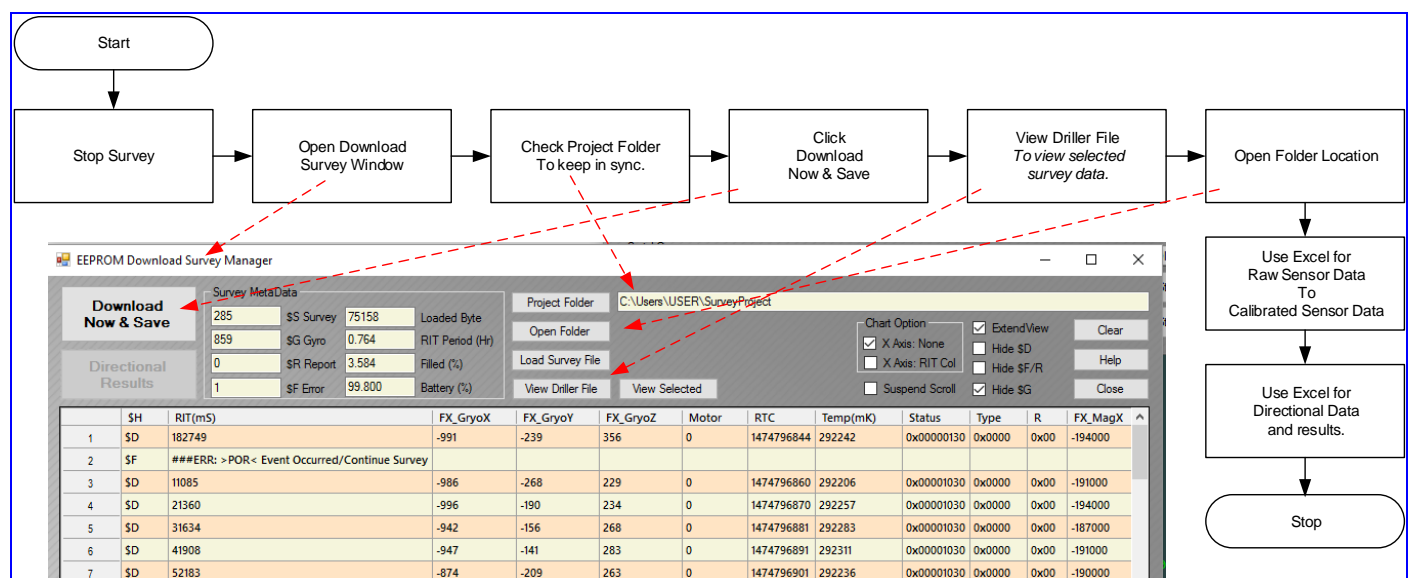 Start
Stop Survey
Open Download
Survey Window
Check Project Folder
To keep in sync.
Click
Download
Now & Save
View Driller File
To view selected
survey data.
Open Folder Location
Use Excel for
Raw Sensor Data
To
Calibrated Sensor Data
Use Excel for
Directional Data
and results.
Stop
EEPROM Download Survey Manager
Download
Now & Save
Directional
Results
Survey MetaData
285 $S Survey 75158 Loaded Byte
859 $G Gyro 0.764 RIT Period (Hr)
0 $R Report 3.584 Filled (%)
1 $F Error 99.800 Battery (%)
Project Folder C:\Users\USER\SurveyProject
Open Folder
Load Survey File
View Driller File View Selected
Chart Option
X Axis: None
X Axis: RIT Col
Suspend Scroll
ExtendView
Hide $D
Hide $F/R
Hide $G
Clear
Help
Close
$H RIT(mS) FX_GryoX FX_GryoY FX_GryoZ Motor RTC Temp(mK) Status Type R FX_MagX
1 $D 182749 -991 -239 356 0 1474796844 292242 0x00000130 0x0000 0x00 -194000
2 $F ###ERR: >POR< Event Occurred/Continue Survey
3 $D 11085 -986 -268 229 0 1474796860 292206 0x00001030 0x0000 0x00 -191000
4 $D 21360 -996 -190 234 0 1474796870 292257 0x00001030 0x0000 0x00 -194000
5 $D 31634 -942 -156 268 0 1474796881 292283 0x00001030 0x0000 0x00 -187000
6 $D 41908 -947 -141 283 0 1474796891 292311 0x00001030 0x0000 0x00 -191000
7 $D 52183 -874 -209 263 0 1474796901 292236 0x00001030 0x0000 0x00 -190000